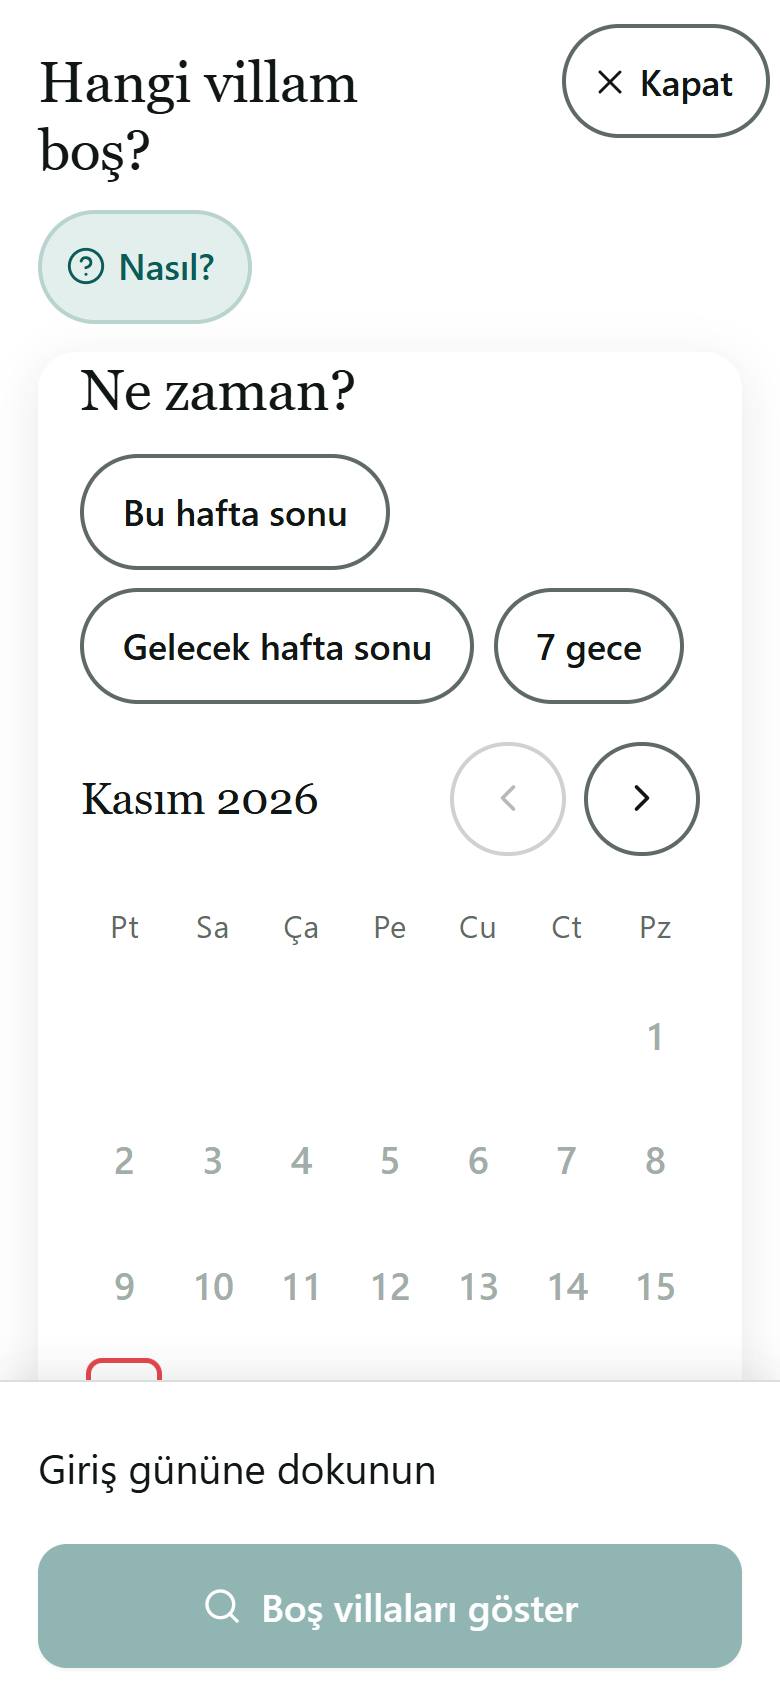 Hangi villam
boş?
Kapat
Nasıl?
Ne zaman?
Bu hafta sonu
Gelecek hafta sonu
7 gece
Kasım 2026
Pt Sa Ça Pe Cu Ct Pz
1
2 3 4 5 6 7 8
9 10 11 12 13 14 15
Giriş gününe dokunun
Boş villaları göster